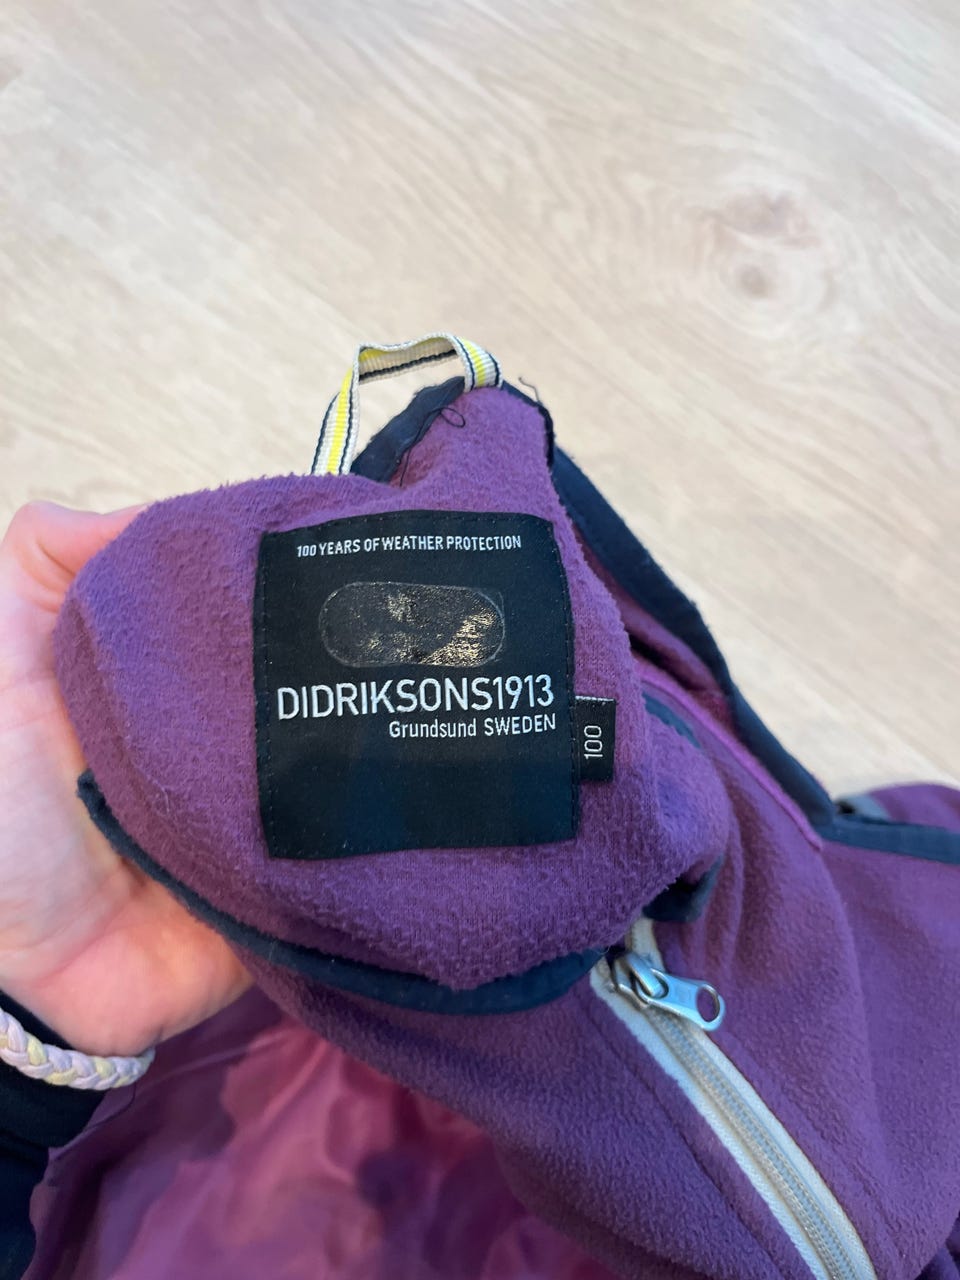 100 YEARS OF WEATHER PROTECTION
DIDRIKSONS1913
Grundsund SWEDEN
100